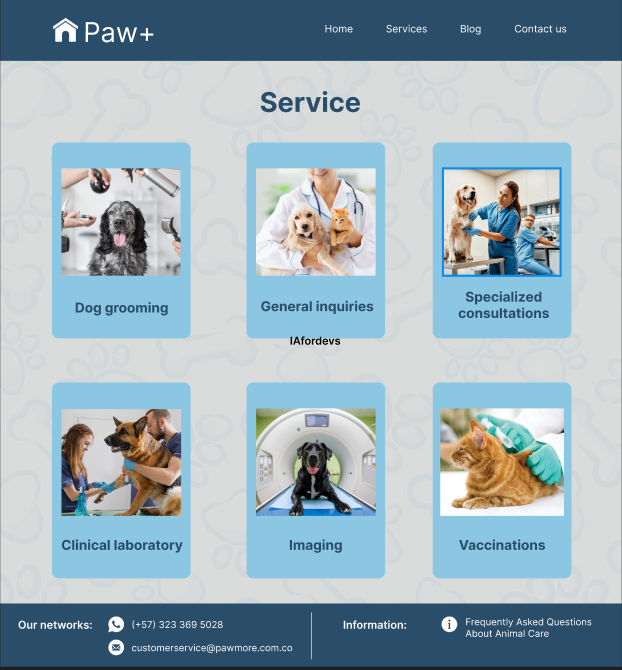 Paw+
Home Services Blog Contact us
Service
Dog grooming
General inquiries
Specialized
consultations
IAfordevs
Clinical laboratory
Imaging
Vaccinations
Our networks:
(+57) 323 369 5028
customerservice@pawmore.com.co
Information:
Frequently Asked Questions
About Animal Care